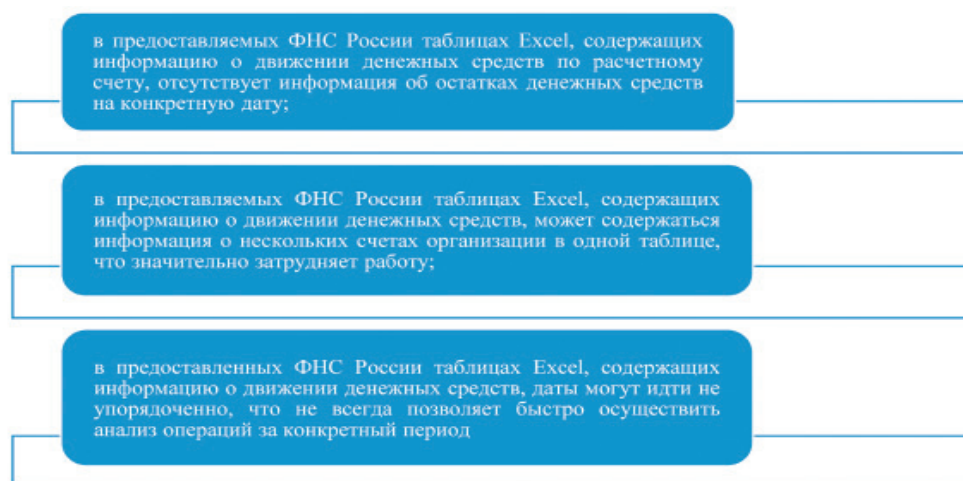 в предоставляемых ФНС России таблицах Excel, содержащих
информацию о движении денежных средств по расчетному
счету, отсутствует информация об остатках денежных средств
на конкретную дату;
в предоставляемых ФНС России таблицах Excel, содержащих
информацию о движении денежных средств, может содержаться
информация о нескольких счетах организации в одной таблице,
что значительно затрудняет работу;
в предоставленных ФНС России таблицах Excel, содержащих
информацию о движении денежных средств, даты могут идти не
упорядоченно, что не всегда позволяет быстро осуществить
анализ операций за конкретный период